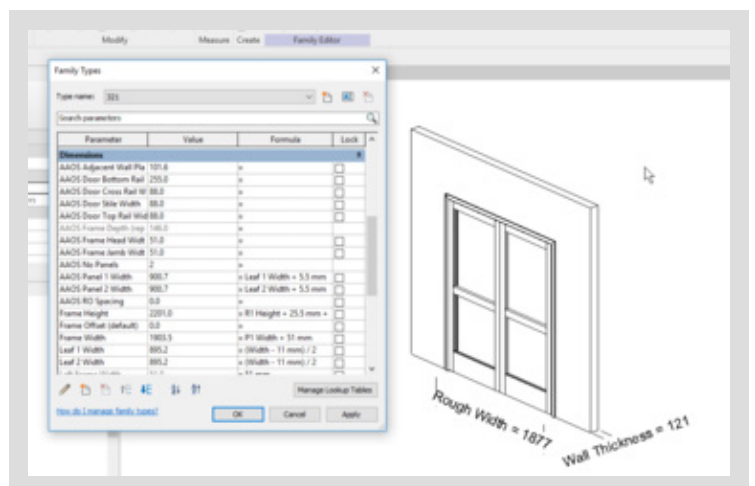 Modify Measure Create Family Editor
Family Types
Type name: 321
Search parameters
Parameter Value Formula Lock
Dimensions
AAOS Adjacent Wall Pla 101.6 =
AAOS Door Bottom Rail 255.0 =
AAOS Door Cross Rail W 88.0 =
AAOS Door Stile Width 88.0 =
AAOS Door Top Rail Wid 88.0 =
AAOS Frame Depth (rep 146.0 =
AAOS Frame Head Widt 51.0 =
AAOS Frame Jamb Widt 51.0 =
AAOS No Panels 2 =
AAOS Panel 1 Width 900.7 = Leaf 1 Width + 5.5 mm
AAOS Panel 2 Width 900.7 = Leaf 2 Width + 5.5 mm
AAOS RO Spacing 0.0 =
Frame Height 2201.0 = R1 Height + 25.5 mm +
Frame Offset (default) 0.0 =
Frame Width 1903.5 = P1 Width + 51 mm
Leaf 1 Width 895.2 = (Width - 11 mm) / 2
Leaf 2 Width 895.2 = (Width - 11 mm) / 2
Manage Lookup Tables
How do I manage family types?
OK Cancel Apply
Rough Width = 1877
Wall Thickness = 121